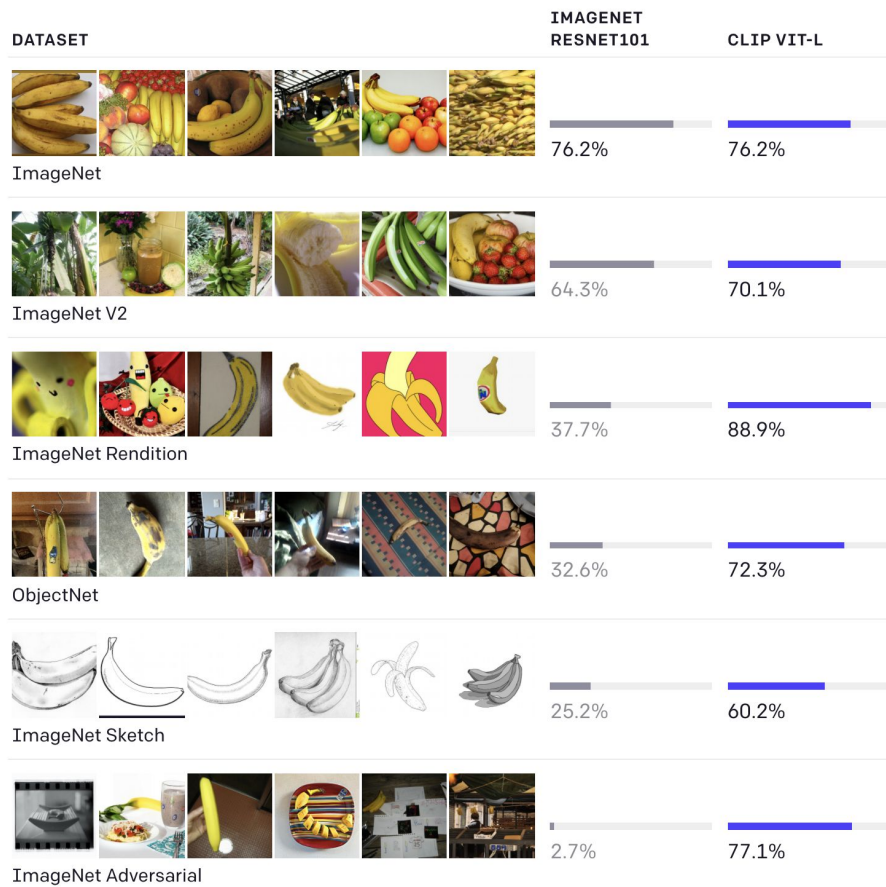 DATASET
IMAGENET
RESNET101
CLIP VIT-L
76.2%
76.2%
ImageNet
64.3%
70.1%
ImageNet V2
37.7%
88.9%
ImageNet Rendition
32.6%
72.3%
ObjectNet
25.2%
60.2%
ImageNet Sketch
2.7%
77.1%
ImageNet Adversarial